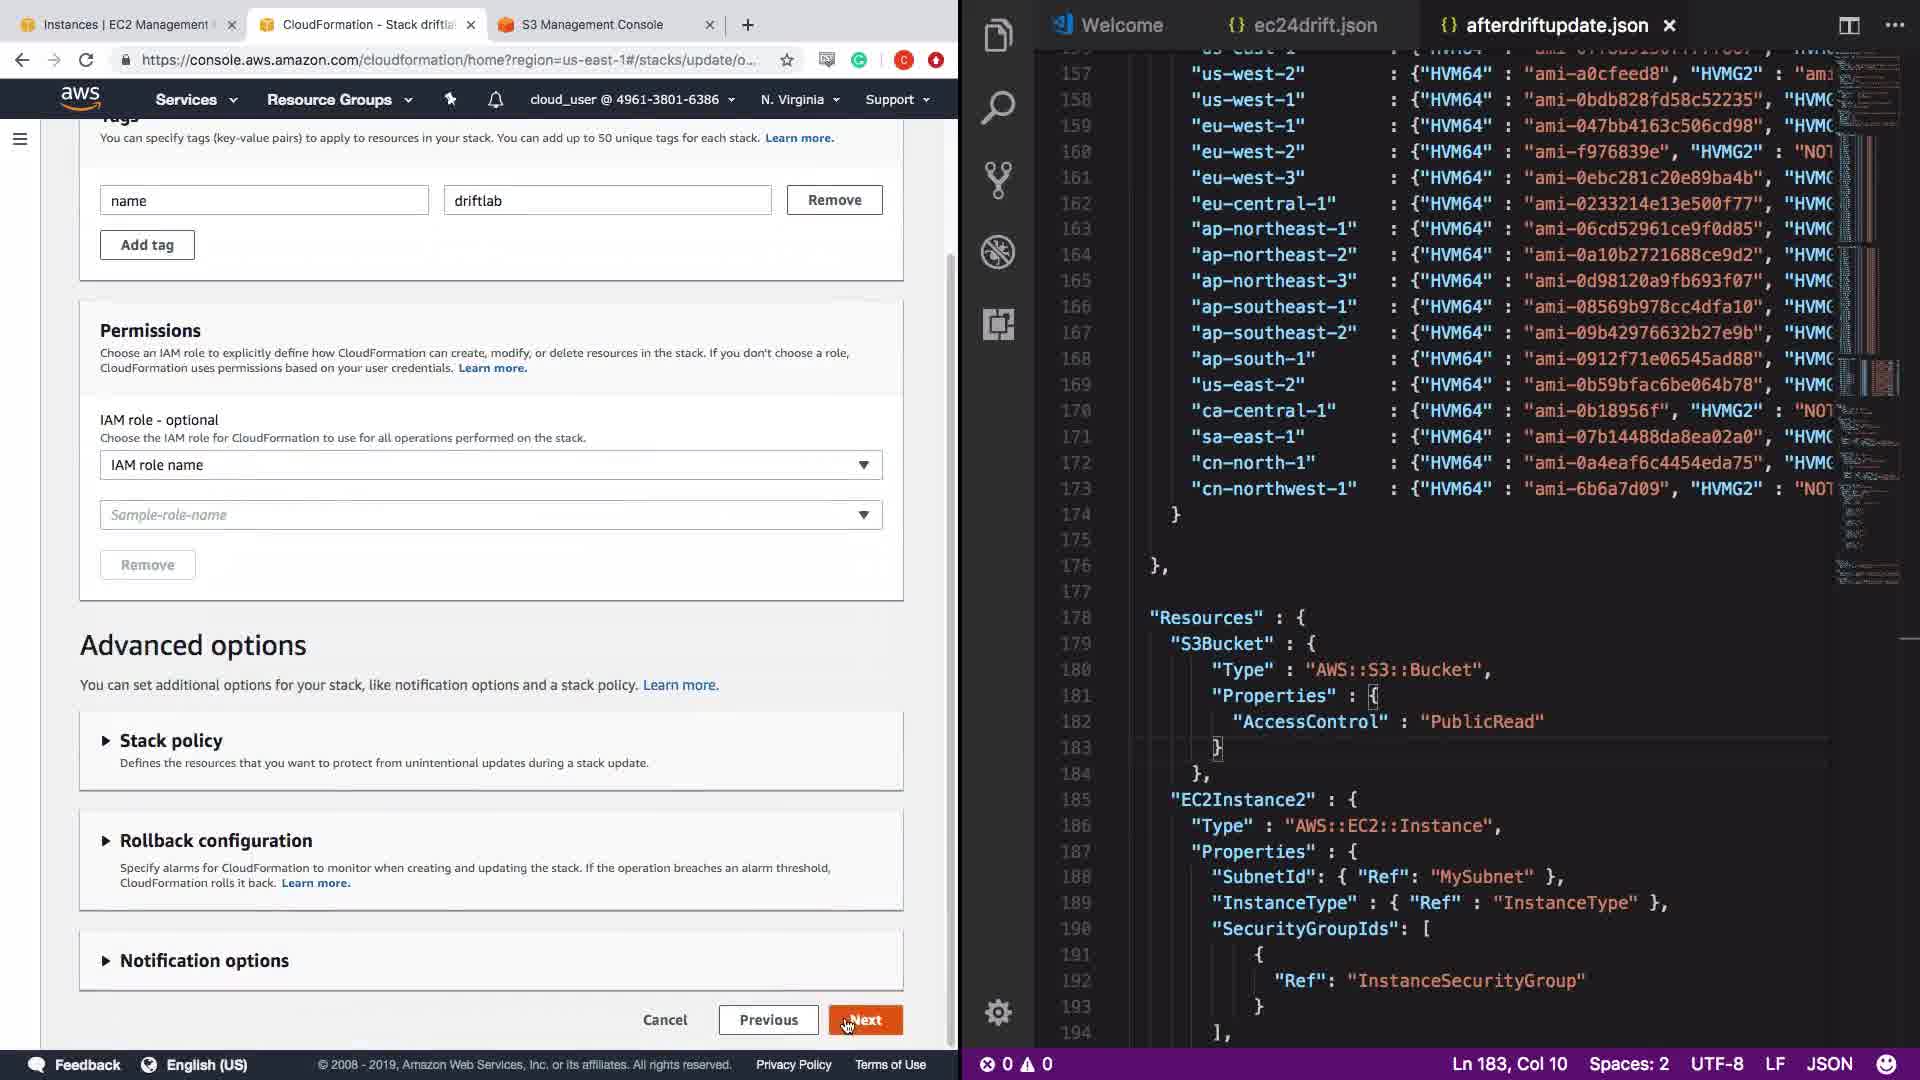 Instances | EC2 Management
CloudFormation - Stack driftla
S3 Management Console
https://console.aws.amazon.com/cloudformation/home?region=us-east-1#/stacks/update/o...
aws
Services
Resource Groups
cloud_user @ 4961-3801-6386
N. Virginia
Support
Tags
You can specify tags (key-value pairs) to apply to resources in your stack. You can add up to 50 unique tags for each stack. Learn more.
name
driftlab
Remove
Add tag
Permissions
Choose an IAM role to explicitly define how CloudFormation can create, modify, or delete resources in the stack. If you don't choose a role,
CloudFormation uses permissions based on your user credentials. Learn more.
IAM role - optional
Choose the IAM role for CloudFormation to use for all operations performed on the stack.
IAM role name
Sample-role-name
Remove
Advanced options
You can set additional options for your stack, like notification options and a stack policy. Learn more.
Stack policy
Defines the resources that you want to protect from unintentional updates during a stack update.
Rollback configuration
Specify alarms for CloudFormation to monitor when creating and updating the stack. If the operation breaches an alarm threshold,
CloudFormation rolls it back. Learn more.
Notification options
Cancel
Previous
Next
Feedback
English (US)
© 2008 - 2019, Amazon Web Services, Inc. or its affiliates. All rights reserved.
Privacy Policy
Terms of Use
Welcome
{} ec24drift.json
{} afterdriftupdate.json
157 "us-west-2" : {"HVM64" : "ami-a0cfeed8", "HVMG2" : "ami
158 "us-west-1" : {"HVM64" : "ami-0bdb828fd58c52235", "HVMG
159 "eu-west-1" : {"HVM64" : "ami-047bb4163c506cd98", "HVMG
160 "eu-west-2" : {"HVM64" : "ami-f976839e", "HVMG2" : "NOT
161 "eu-west-3" : {"HVM64" : "ami-0ebc281c20e89ba4b", "HVMG
162 "eu-central-1" : {"HVM64" : "ami-0233214e13e500f77", "HVMG
163 "ap-northeast-1" : {"HVM64" : "ami-06cd52961ce9f0d85", "HVMG
164 "ap-northeast-2" : {"HVM64" : "ami-0a10b2721688ce9d2", "HVMG
165 "ap-northeast-3" : {"HVM64" : "ami-0d98120a9fb693f07", "HVMG
166 "ap-southeast-1" : {"HVM64" : "ami-08569b978cc4dfa10", "HVMG
167 "ap-southeast-2" : {"HVM64" : "ami-09b42976632b27e9b", "HVMG
168 "ap-south-1" : {"HVM64" : "ami-0912f71e06545ad88", "HVMG
169 "us-east-2" : {"HVM64" : "ami-0b59bfac6be064b78", "HVMG
170 "ca-central-1" : {"HVM64" : "ami-0b18956f", "HVMG2" : "NOT
171 "sa-east-1" : {"HVM64" : "ami-07b14488da8ea02a0", "HVMG
172 "cn-north-1" : {"HVM64" : "ami-0a4eaf6c4454eda75", "HVMG
173 "cn-northwest-1" : {"HVM64" : "ami-6b6a7d09", "HVMG2" : "NOT
174 }
175
176 },
177
178 "Resources" : {
179 "S3Bucket" : {
180 "Type" : "AWS::S3::Bucket",
181 "Properties" : {
182 "AccessControl" : "PublicRead"
183 }
184 },
185 "EC2Instance2" : {
186 "Type" : "AWS::EC2::Instance",
187 "Properties" : {
188 "SubnetId": { "Ref": "MySubnet" },
189 "InstanceType" : { "Ref" : "InstanceType" },
190 "SecurityGroupIds": [
191 {
192 "Ref": "InstanceSecurityGroup"
193 }
194 ],
0 0
Ln 183, Col 10
Spaces: 2
UTF-8
LF
JSON